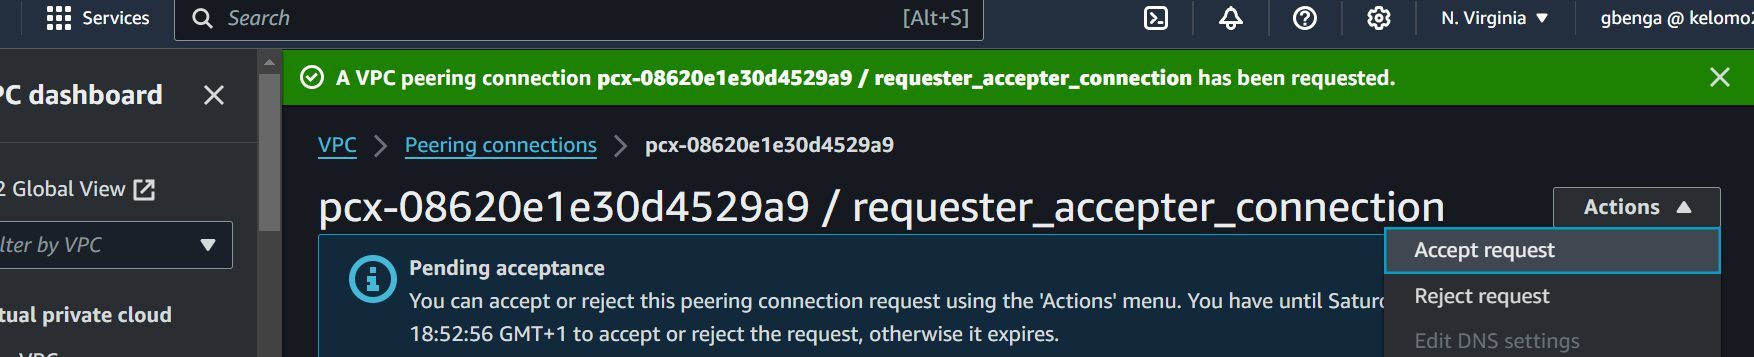 Services
Search
[Alt+S]
N. Virginia
gbenga @ kelomo
A VPC peering connection pcx-08620e1e30d4529a9 / requester_accepter_connection has been requested.
PC dashboard
VPC
Peering connections
pcx-08620e1e30d4529a9
2 Global View
pcx-08620e1e30d4529a9 / requester_accepter_connection
Actions
lter by VPC
Accept request
Pending acceptance
You can accept or reject this peering connection request using the 'Actions' menu. You have until Satur
Reject request
tual private cloud
18:52:56 GMT+1 to accept or reject the request, otherwise it expires.
Edit DNS settings